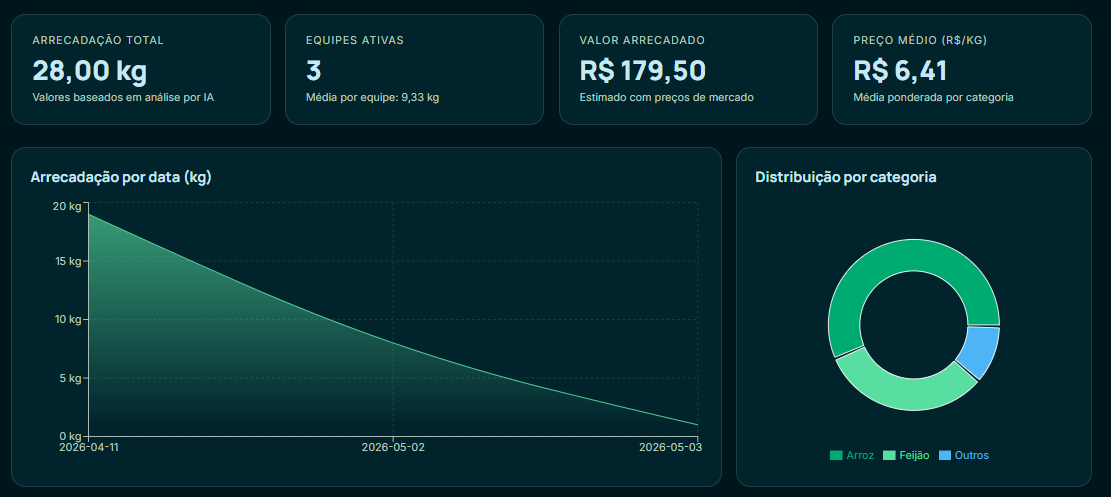 ARRECADAÇÃO TOTAL
28,00 kg
Valores baseados em análise por IA
EQUIPES ATIVAS
3
Média por equipe: 9,33 kg
VALOR ARRECADADO
R$ 179,50
Estimado com preços de mercado
PREÇO MÉDIO (R$/KG)
R$ 6,41
Média ponderada por categoria
Arrecadação por data (kg)
20 kg
15 kg
10 kg
5 kg
0 kg
2026-04-11
2026-05-02
2026-05-03
Distribuição por categoria
Arroz
Feijão
Outros